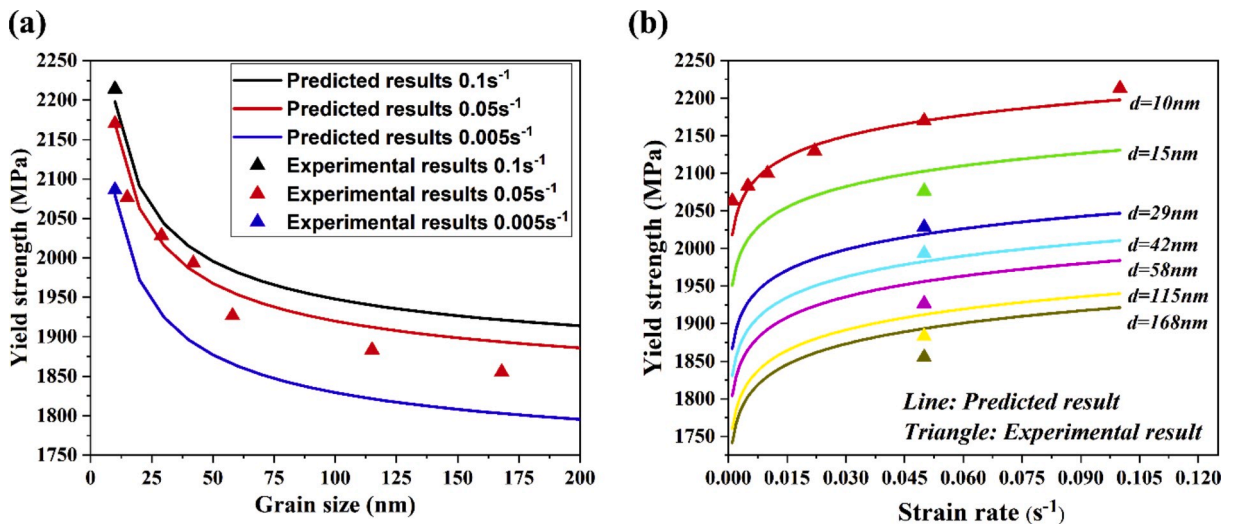 (a)
2250
2200
2150
2100
2050
2000
1950
1900
1850
1800
1750
Yield strength (MPa)
0 25 50 75 100 125 150 175 200
Grain size (nm)
Predicted results 0.1s⁻¹
Predicted results 0.05s⁻¹
Predicted results 0.005s⁻¹
Experimental results 0.1s⁻¹
Experimental results 0.05s⁻¹
Experimental results 0.005s⁻¹
(b)
2250
2200
2150
2100
2050
2000
1950
1900
1850
1800
1750
Yield strength (MPa)
0.000 0.015 0.030 0.045 0.060 0.075 0.090 0.105 0.120
Strain rate (s⁻¹)
d=10nm
d=15nm
d=29nm
d=42nm
d=58nm
d=115nm
d=168nm
Line: Predicted result
Triangle: Experimental result